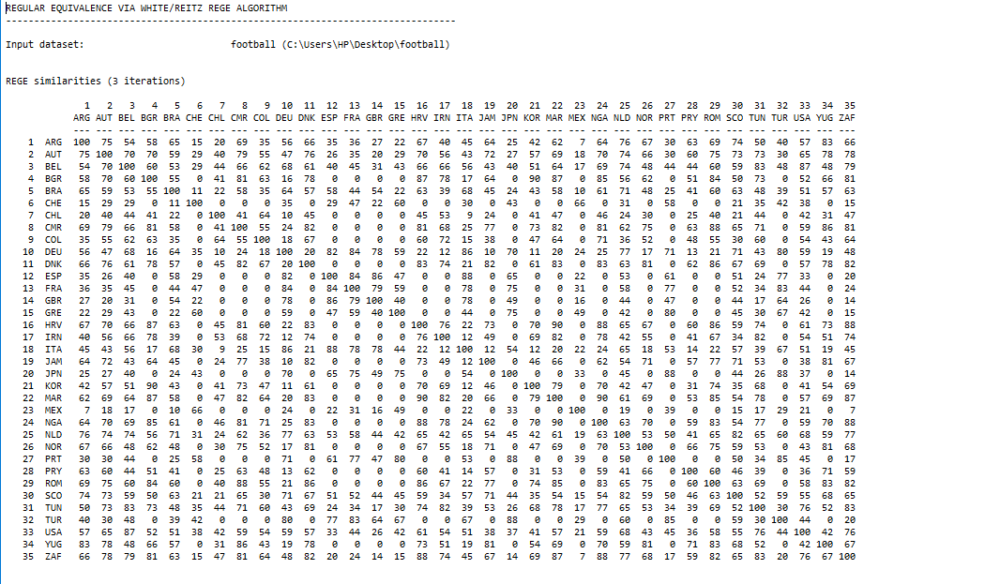 REGULAR EQUIVALENCE VIA WHITE/REITZ REGE ALGORITHM
--------------------------------------------------------------------------------
Input dataset: football (C:\Users\HP\Desktop\football)
REGE similarities (3 iterations)
1 2 3 4 5 6 7 8 9 10 11 12 13 14 15 16 17 18 19 20 21 22 23 24 25 26 27 28 29 30 31 32 33 34 35
ARG AUT BEL BGR BRA CHE CHL CMR COL DEU DNK ESP FRA GBR GRE HRV IRN ITA JAM JPN KOR MAR MEX NGA NLD NOR PRT PRY ROM SCO TUN TUR USA YUG ZAF
--- --- --- --- --- --- --- --- --- --- --- --- --- --- --- --- --- --- --- --- --- --- --- --- --- --- --- --- --- --- --- --- --- --- ---
1 ARG 100 75 54 58 65 15 20 69 35 56 66 35 36 27 22 67 40 45 64 25 42 62 7 64 76 67 30 63 69 74 50 40 57 83 66
2 AUT 75 100 70 70 59 29 40 79 55 47 76 26 35 20 29 70 56 43 72 27 57 69 18 70 74 66 30 60 75 73 73 30 65 78 78
3 BEL 54 70 100 60 53 29 44 66 62 68 61 40 45 31 43 66 66 56 43 40 51 64 17 69 74 48 44 44 60 59 83 48 87 48 79
4 BGR 58 70 60 100 55 0 41 81 63 16 78 0 0 0 0 87 78 17 64 0 90 87 0 85 56 62 0 51 84 50 73 0 52 66 81
5 BRA 65 59 53 55 100 11 22 58 35 64 57 58 44 54 22 63 39 68 45 24 43 58 10 61 71 48 25 41 60 63 48 39 51 57 63
6 CHE 15 29 29 0 11 100 0 0 0 35 0 29 47 22 60 0 0 30 0 43 0 0 66 0 31 0 58 0 0 21 35 42 38 0 15
7 CHL 20 40 44 41 22 0 100 41 64 10 45 0 0 0 0 45 53 9 24 0 41 47 0 46 24 30 0 25 40 21 44 0 42 31 47
8 CMR 69 79 66 81 58 0 41 100 55 24 82 0 0 0 0 81 68 25 77 0 73 82 0 81 62 75 0 63 88 65 71 0 59 86 81
9 COL 35 55 62 63 35 0 64 55 100 18 67 0 0 0 0 60 72 15 38 0 47 64 0 71 36 52 0 48 55 30 60 0 54 43 64
10 DEU 56 47 68 16 64 35 10 24 18 100 20 82 84 78 59 22 12 86 10 70 11 20 24 25 77 17 71 13 21 71 43 80 59 19 48
11 DNK 66 76 61 78 57 0 45 82 67 20 100 0 0 0 0 83 74 21 82 0 61 83 0 83 63 81 0 62 86 67 69 0 57 78 82
12 ESP 35 26 40 0 58 29 0 0 0 82 0 100 84 86 47 0 0 88 0 65 0 0 22 0 53 0 61 0 0 51 24 77 33 0 20
13 FRA 36 35 45 0 44 47 0 0 0 84 0 84 100 79 59 0 0 78 0 75 0 0 31 0 58 0 77 0 0 52 34 83 44 0 24
14 GBR 27 20 31 0 54 22 0 0 0 78 0 86 79 100 40 0 0 78 0 49 0 0 16 0 44 0 47 0 0 44 17 64 26 0 14
15 GRE 22 29 43 0 22 60 0 0 0 59 0 47 59 40 100 0 0 44 0 75 0 0 49 0 42 0 80 0 0 45 30 67 42 0 15
16 HRV 67 70 66 87 63 0 45 81 60 22 83 0 0 0 0 100 76 22 73 0 70 90 0 88 65 67 0 60 86 59 74 0 61 73 88
17 IRN 40 56 66 78 39 0 53 68 72 12 74 0 0 0 0 76 100 12 49 0 69 82 0 78 42 55 0 41 67 34 82 0 54 51 74
18 ITA 45 43 56 17 68 30 9 25 15 86 21 88 78 78 44 22 12 100 12 54 12 20 22 24 65 18 53 14 22 57 39 67 51 19 45
19 JAM 64 72 43 64 45 0 24 77 38 10 82 0 0 0 0 73 49 12 100 0 46 66 0 62 54 71 0 57 77 71 53 0 38 81 67
20 JPN 25 27 40 0 24 43 0 0 0 70 0 65 75 49 75 0 0 54 0 100 0 0 33 0 45 0 88 0 0 44 26 88 37 0 14
21 KOR 42 57 51 90 43 0 41 73 47 11 61 0 0 0 0 70 69 12 46 0 100 79 0 70 42 47 0 31 74 35 68 0 41 54 69
22 MAR 62 69 64 87 58 0 47 82 64 20 83 0 0 0 0 90 82 20 66 0 79 100 0 90 61 69 0 53 85 54 78 0 57 69 87
23 MEX 7 18 17 0 10 66 0 0 0 24 0 22 31 16 49 0 0 22 0 33 0 0 100 0 19 0 39 0 0 15 17 29 21 0 7
24 NGA 64 70 69 85 61 0 46 81 71 25 83 0 0 0 0 88 78 24 62 0 70 90 0 100 63 70 0 59 83 54 77 0 59 70 88
25 NLD 76 74 74 56 71 31 24 62 36 77 63 53 58 44 42 65 42 65 54 45 42 61 19 63 100 53 50 41 65 82 65 60 68 59 77
26 NOR 67 66 48 62 48 0 30 75 52 17 81 0 0 0 0 67 55 18 71 0 47 69 0 70 53 100 0 66 75 59 53 0 43 81 68
27 PRT 30 30 44 0 25 58 0 0 0 71 0 61 77 47 80 0 0 53 0 88 0 0 39 0 50 0 100 0 0 50 34 85 45 0 17
28 PRY 63 60 44 51 41 0 25 63 48 13 62 0 0 0 0 60 41 14 57 0 31 53 0 59 41 66 0 100 60 46 39 0 36 71 59
29 ROM 69 75 60 84 60 0 40 88 55 21 86 0 0 0 0 86 67 22 77 0 74 85 0 83 65 75 0 60 100 63 69 0 58 83 82
30 SCO 74 73 59 50 63 21 21 65 30 71 67 51 52 44 45 59 34 57 71 44 35 54 15 54 82 59 50 46 63 100 52 59 55 68 65
31 TUN 50 73 83 73 48 35 44 71 60 43 69 24 34 17 30 74 82 39 53 26 68 78 17 77 65 53 34 39 69 52 100 30 76 52 83
32 TUR 40 30 48 0 39 42 0 0 0 80 0 77 83 64 67 0 0 67 0 88 0 0 29 0 60 0 85 0 0 59 30 100 44 0 20
33 USA 57 65 87 52 51 38 42 59 54 59 57 33 44 26 42 61 54 51 38 37 41 57 21 59 68 43 45 36 58 55 76 44 100 42 76
34 YUG 83 78 48 66 57 0 31 86 43 19 78 0 0 0 0 73 51 19 81 0 54 69 0 70 59 81 0 71 83 68 52 0 42 100 67
35 ZAF 66 78 79 81 63 15 47 81 64 48 82 20 24 14 15 88 74 45 67 14 69 87 7 88 77 68 17 59 82 65 83 20 76 67 100